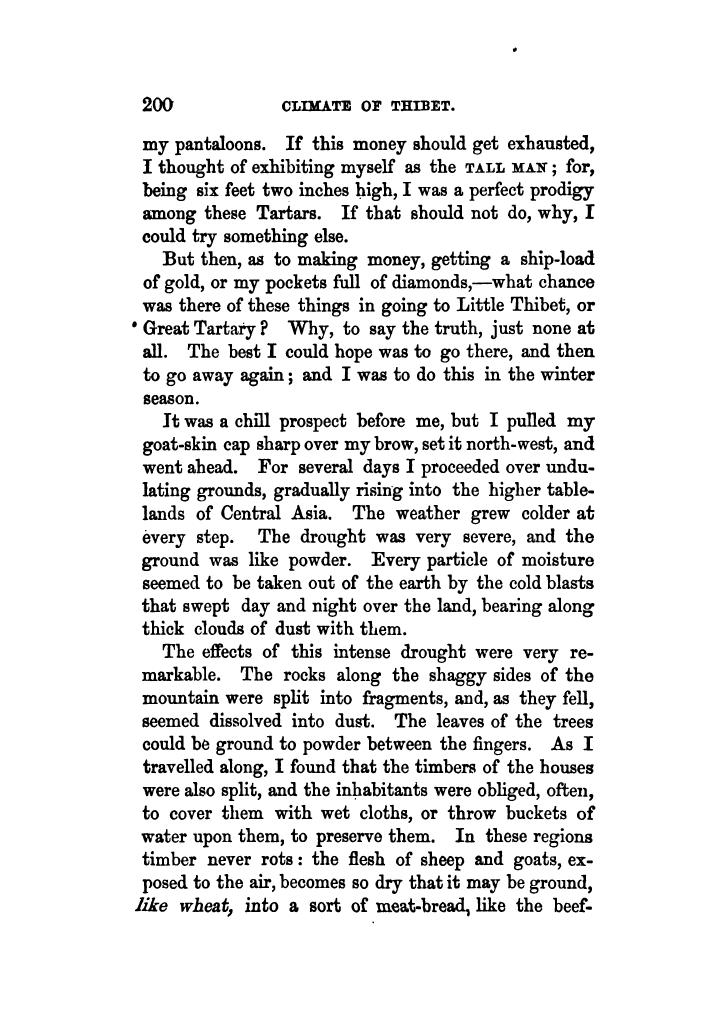 200 CLIMATE OF THIBET.
my pantaloons. If this money should get exhausted,
I thought of exhibiting myself as the TALL MAN; for,
being six feet two inches high, I was a perfect prodigy
among these Tartars. If that should not do, why, I
could try something else.
But then, as to making money, getting a ship-load
of gold, or my pockets full of diamonds,—what chance
was there of these things in going to Little Thibet, or
Great Tartary? Why, to say the truth, just none at
all. The best I could hope was to go there, and then
to go away again; and I was to do this in the winter
season.
It was a chill prospect before me, but I pulled my
goat-skin cap sharp over my brow, set it north-west, and
went ahead. For several days I proceeded over undu-
lating grounds, gradually rising into the higher table-
lands of Central Asia. The weather grew colder at
every step. The drought was very severe, and the
ground was like powder. Every particle of moisture
seemed to be taken out of the earth by the cold blasts
that swept day and night over the land, bearing along
thick clouds of dust with them.
The effects of this intense drought were very re-
markable. The rocks along the shaggy sides of the
mountain were split into fragments, and, as they fell,
seemed dissolved into dust. The leaves of the trees
could be ground to powder between the fingers. As I
travelled along, I found that the timbers of the houses
were also split, and the inhabitants were obliged, often,
to cover them with wet cloths, or throw buckets of
water upon them, to preserve them. In these regions
timber never rots: the flesh of sheep and goats, ex-
posed to the air, becomes so dry that it may be ground,
like wheat, into a sort of meat-bread, like the beef-